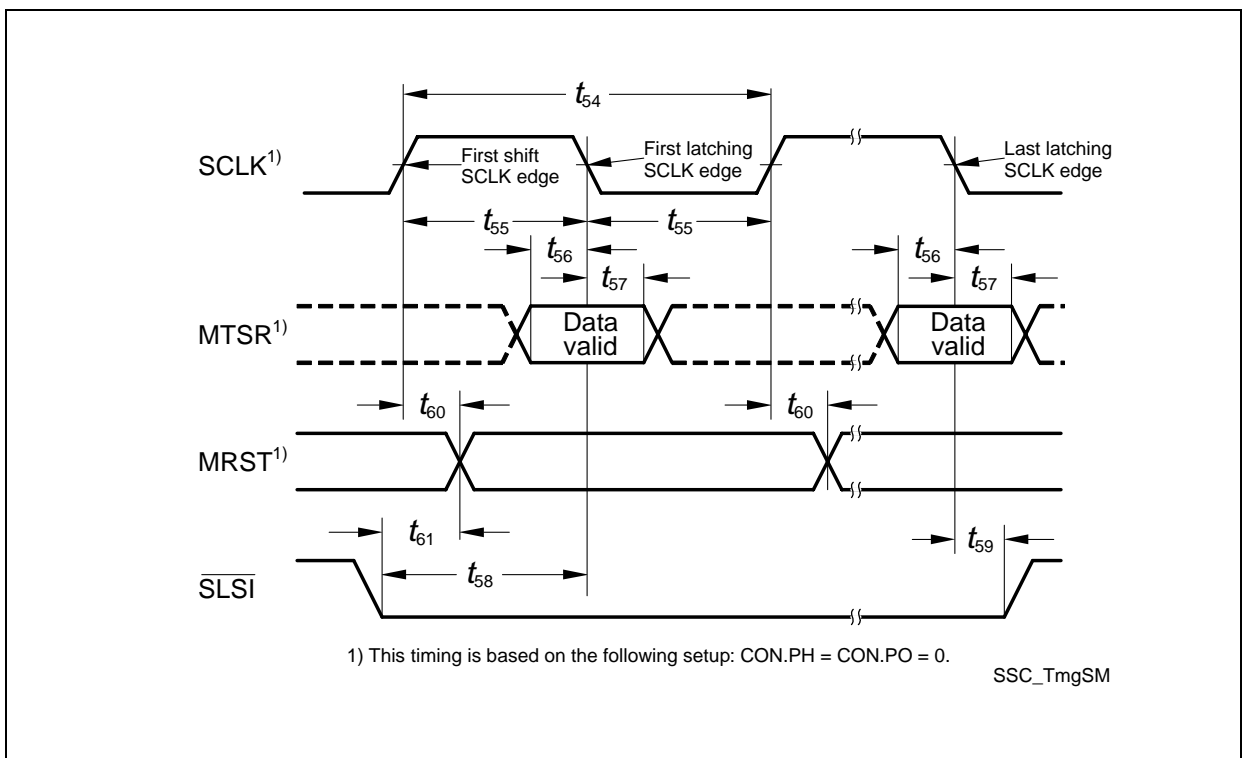 t54
SCLK1)
First shift
SCLK edge
First latching
SCLK edge
Last latching
SCLK edge
t55
t55
t56
t56
t57
t57
MTSR1)
Data
valid
Data
valid
t60
t60
MRST1)
t61
t59
SLSI
t58
1) This timing is based on the following setup: CON.PH = CON.PO = 0.
SSC_TmgSM